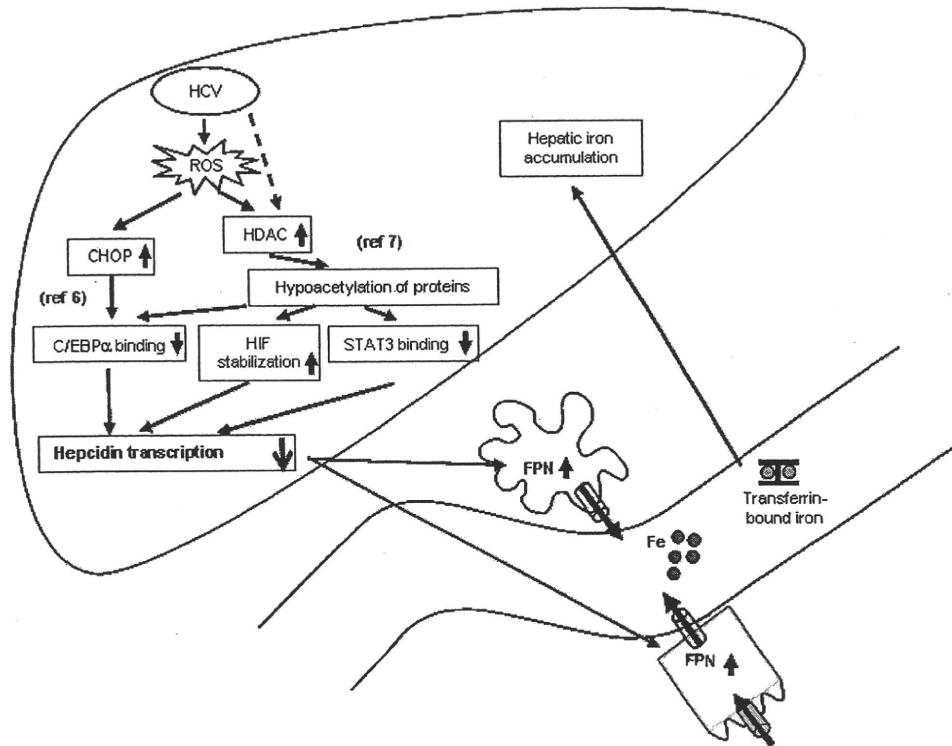 HCV
ROS
HDAC
(ref 7)
CHOP
Hypoacetylation of proteins
(ref 6)
C/EBPα binding
HIF
stabilization
STAT3 binding
Hepcidin transcription
Hepatic iron
accumulation
FPN
Transferrin-
bound iron
Fe
FPN